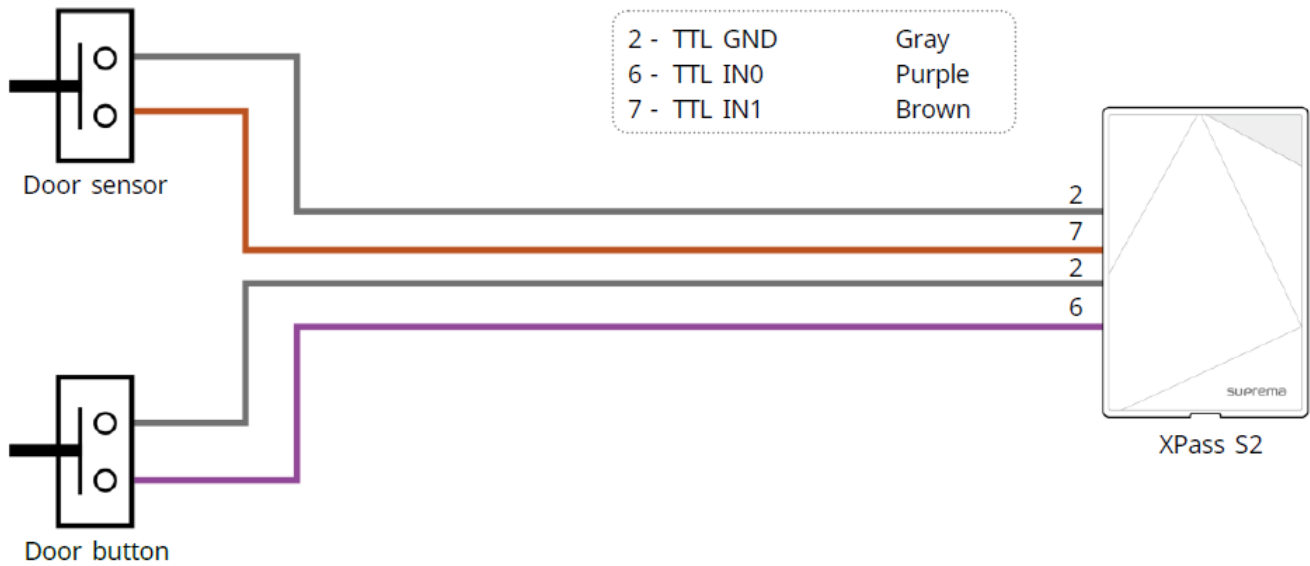 2 - TTL GND Gray
6 - TTL IN0 Purple
7 - TTL IN1 Brown
Door sensor
2
7
2
6
suprema
XPass S2
Door button